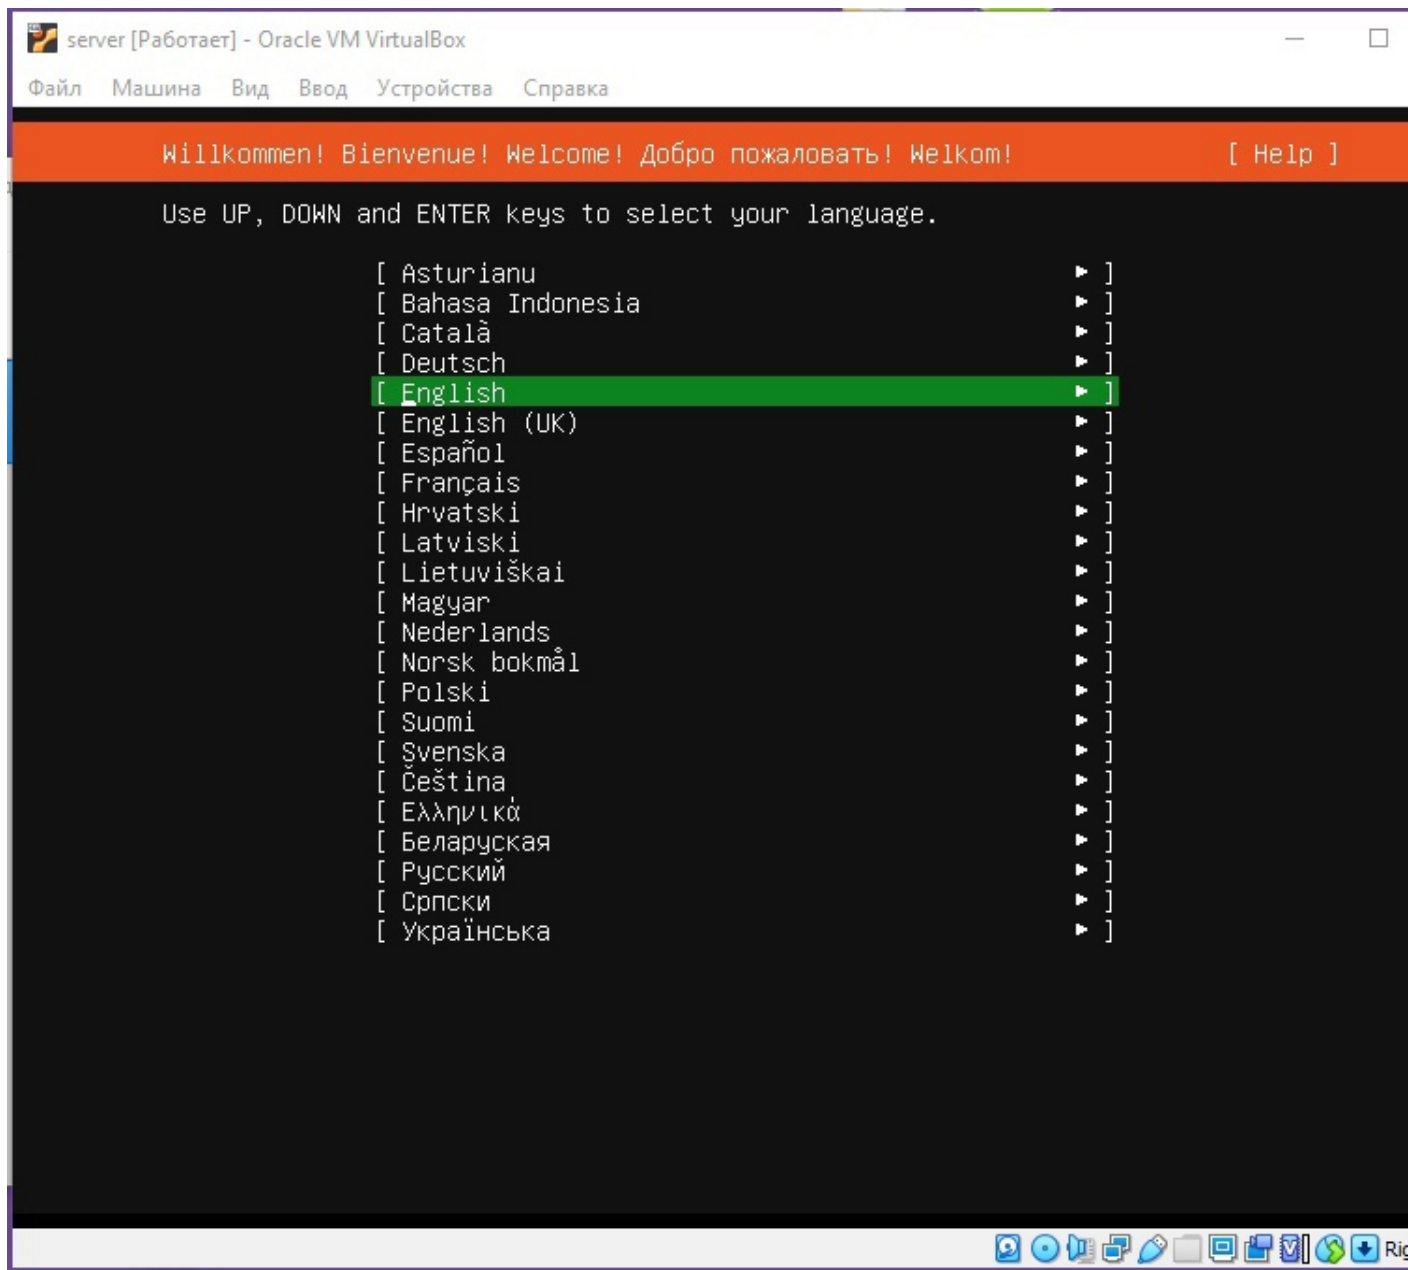 server [Работает] - Oracle VM VirtualBox
Файл Машина Вид Ввод Устройства Справка
Willkommen! Bienvenue! Welcome! Добро пожаловать! Welkom! [ Help ]
Use UP, DOWN and ENTER keys to select your language.
[ Asturianu ► ]
[ Bahasa Indonesia ► ]
[ Català ► ]
[ Deutsch ► ]
[ English ► ]
[ English (UK) ► ]
[ Español ► ]
[ Français ► ]
[ Hrvatski ► ]
[ Latviski ► ]
[ Lietuviškai ► ]
[ Magyar ► ]
[ Nederlands ► ]
[ Norsk bokmål ► ]
[ Polski ► ]
[ Suomi ► ]
[ Svenska ► ]
[ Čeština ► ]
[ Ελληνικά ► ]
[ Беларуская ► ]
[ Русский ► ]
[ Српски ► ]
[ Українська ► ]